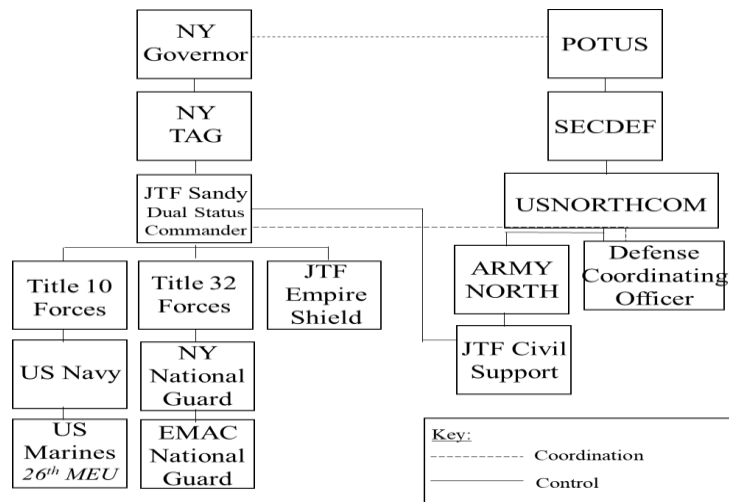 NY
Governor
POTUS
NY
TAG
SECDEF
JTF Sandy
Dual Status
Commander
USNORTHCOM
Title 10
Forces
Title 32
Forces
JTF
Empire
Shield
ARMY
NORTH
Defense
Coordinating
Officer
US Navy
NY
National
Guard
JTF Civil
Support
US
Marines
26th MEU
EMAC
National
Guard
Key:
Coordination
Control